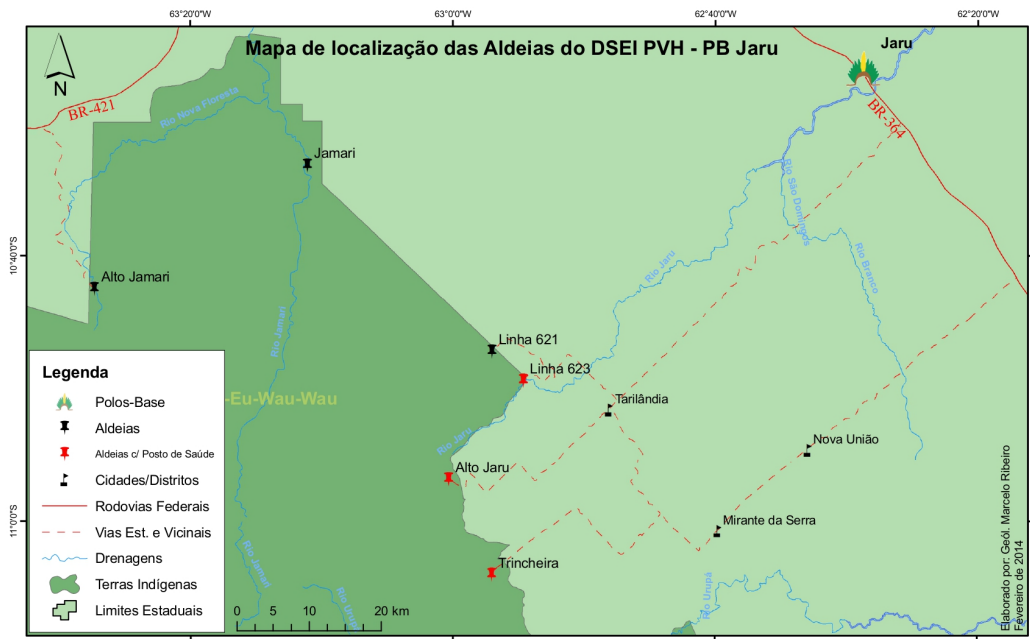 63°20'0"W
63°0'0"W
62°40'0"W
62°20'0"W
Mapa de localização das Aldeias do DSEI PVH - PB Jaru
Jaru
N
BR-421
BR-364
Rio Nova Floresta
Jamari
Rio São Domingos
Rio Jaru
Rio Branco
10°40'0"S
Alto Jamari
Rio Jamari
Linha 621
Linha 623
Tarilândia
-Eu-Wau-Wau
Rio Jaru
Alto Jaru
Nova União
Mirante da Serra
11°0'0"S
Trincheira
Rio Jamari
Rio Urupá
Legenda
Polos-Base
Aldeias
Aldeias c/ Posto de Saúde
Cidades/Distritos
Rodovias Federais
Vias Est. e Vicinais
Drenagens
Terras Indígenas
Limites Estaduais
0 5 10 20 km
Elaborado por: Geól. Marcelo Ribeiro
Fevereiro de 2014